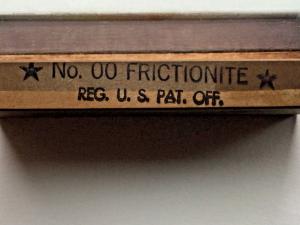 ★ No. 00 FRICTIONITE ★
REG. U. S. PAT. OFF.